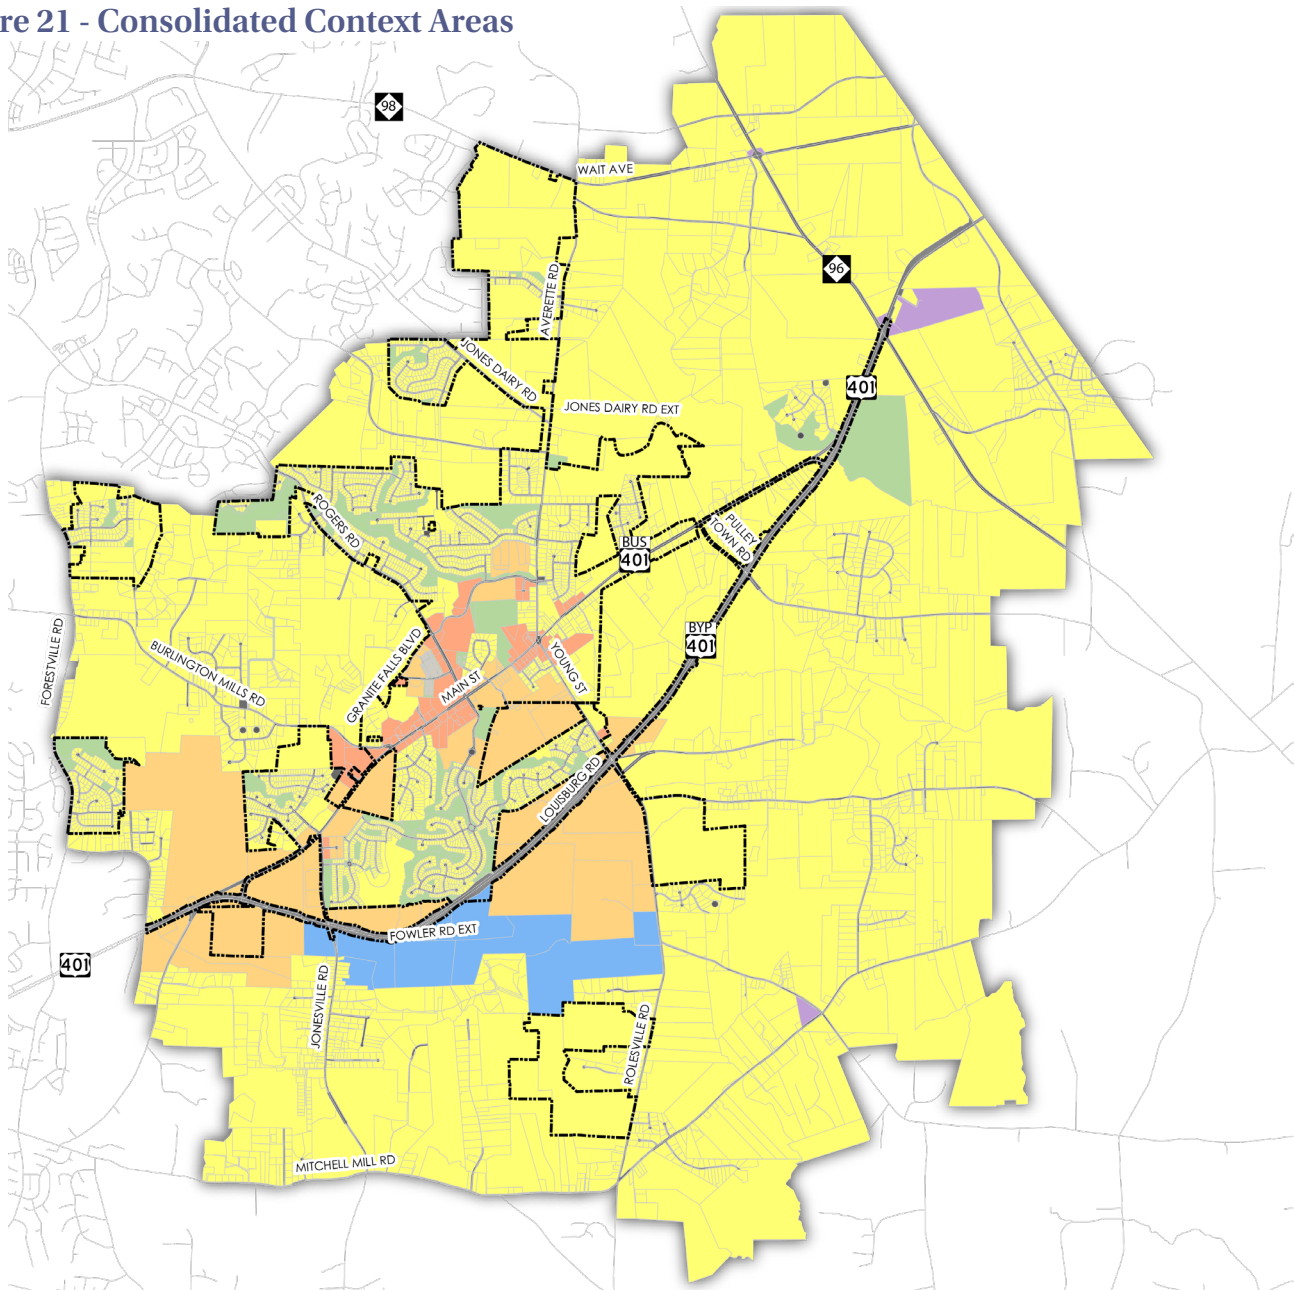 re 21 - Consolidated Context Areas
98
WAIT AVE
96
AVERETTE RD
JONES DAIRY RD
401
JONES DAIRY RD EXT
ROGERS RD
PULLEY
TOWN RD
BUS
401
BYP
401
FORESTVILLE RD
BURLINGTON MILLS RD
GRANITE FALLS BLVD
MAIN ST
YOUNG ST
LOUISBURG RD
FOWLER RD EXT
401
JONESVILLE RD
ROLESVILLE RD
MITCHELL MILL RD